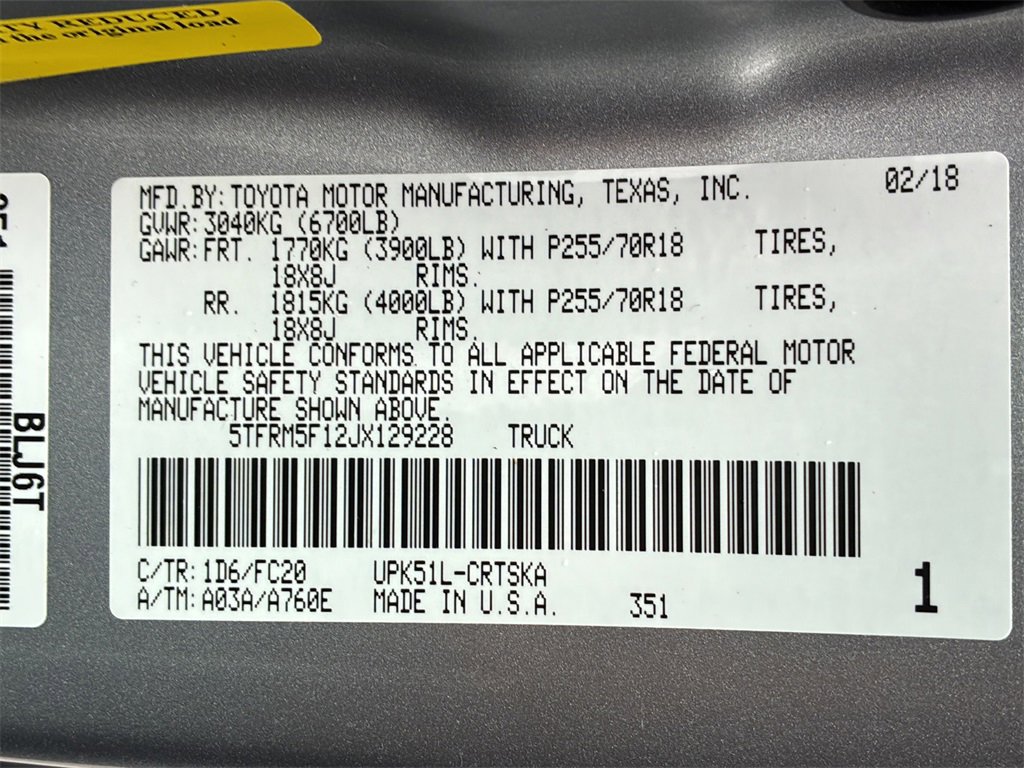 TY REDUCED
the original load
MFD.BY: TOYOTA MOTOR MANUFACTURING, TEXAS, INC. 02/18
GVWR: 3040KG (6700LB)
GAWR: FRT. 1770KG (3900LB) WITH P255/70R18 TIRES,
18X8J RIMS.
RR. 1815KG (4000LB) WITH P255/70R18 TIRES,
18X8J RIMS.
THIS VEHICLE CONFORMS TO ALL APPLICABLE FEDERAL MOTOR
VEHICLE SAFETY STANDARDS IN EFFECT ON THE DATE OF
MANUFACTURE SHOWN ABOVE.
5TFRM5F12JX129228 TRUCK
C/TR: 1D6/FC20 UPK51L-CRTSKA
A/TM: A03A/A760E MADE IN U.S.A. 351
1
BLJ6T